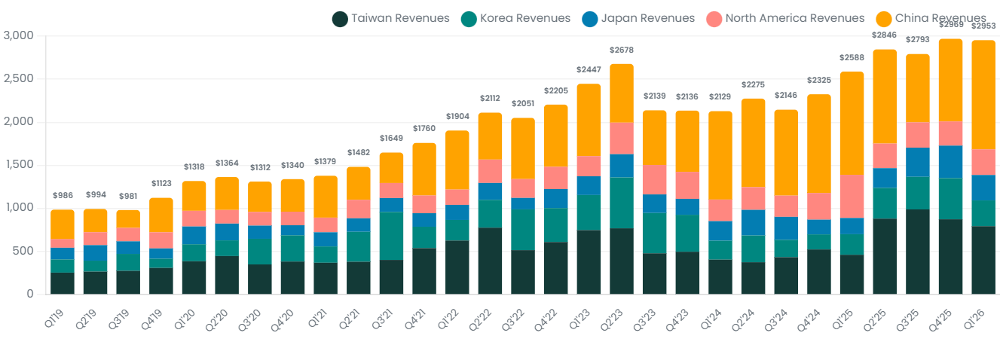 Taiwan Revenues Korea Revenues Japan Revenues North America Revenues China Revenues
3,000
2,500
2,000
1,500
1,000
500
0
$986 $994 $981 $1123 $1318 $1364 $1312 $1340 $1379 $1482 $1649 $1760 $1904 $2112 $2051 $2205 $2447 $2678 $2139 $2136 $2129 $2275 $2146 $2325 $2588 $2846 $2793 $2969 $2953
Q1'19 Q2'19 Q3'19 Q4'19 Q1'20 Q2'20 Q3'20 Q4'20 Q1'21 Q2'21 Q3'21 Q4'21 Q1'22 Q2'22 Q3'22 Q4'22 Q1'23 Q2'23 Q3'23 Q4'23 Q1'24 Q2'24 Q3'24 Q4'24 Q1'25 Q2'25 Q3'25 Q4'25 Q1'26